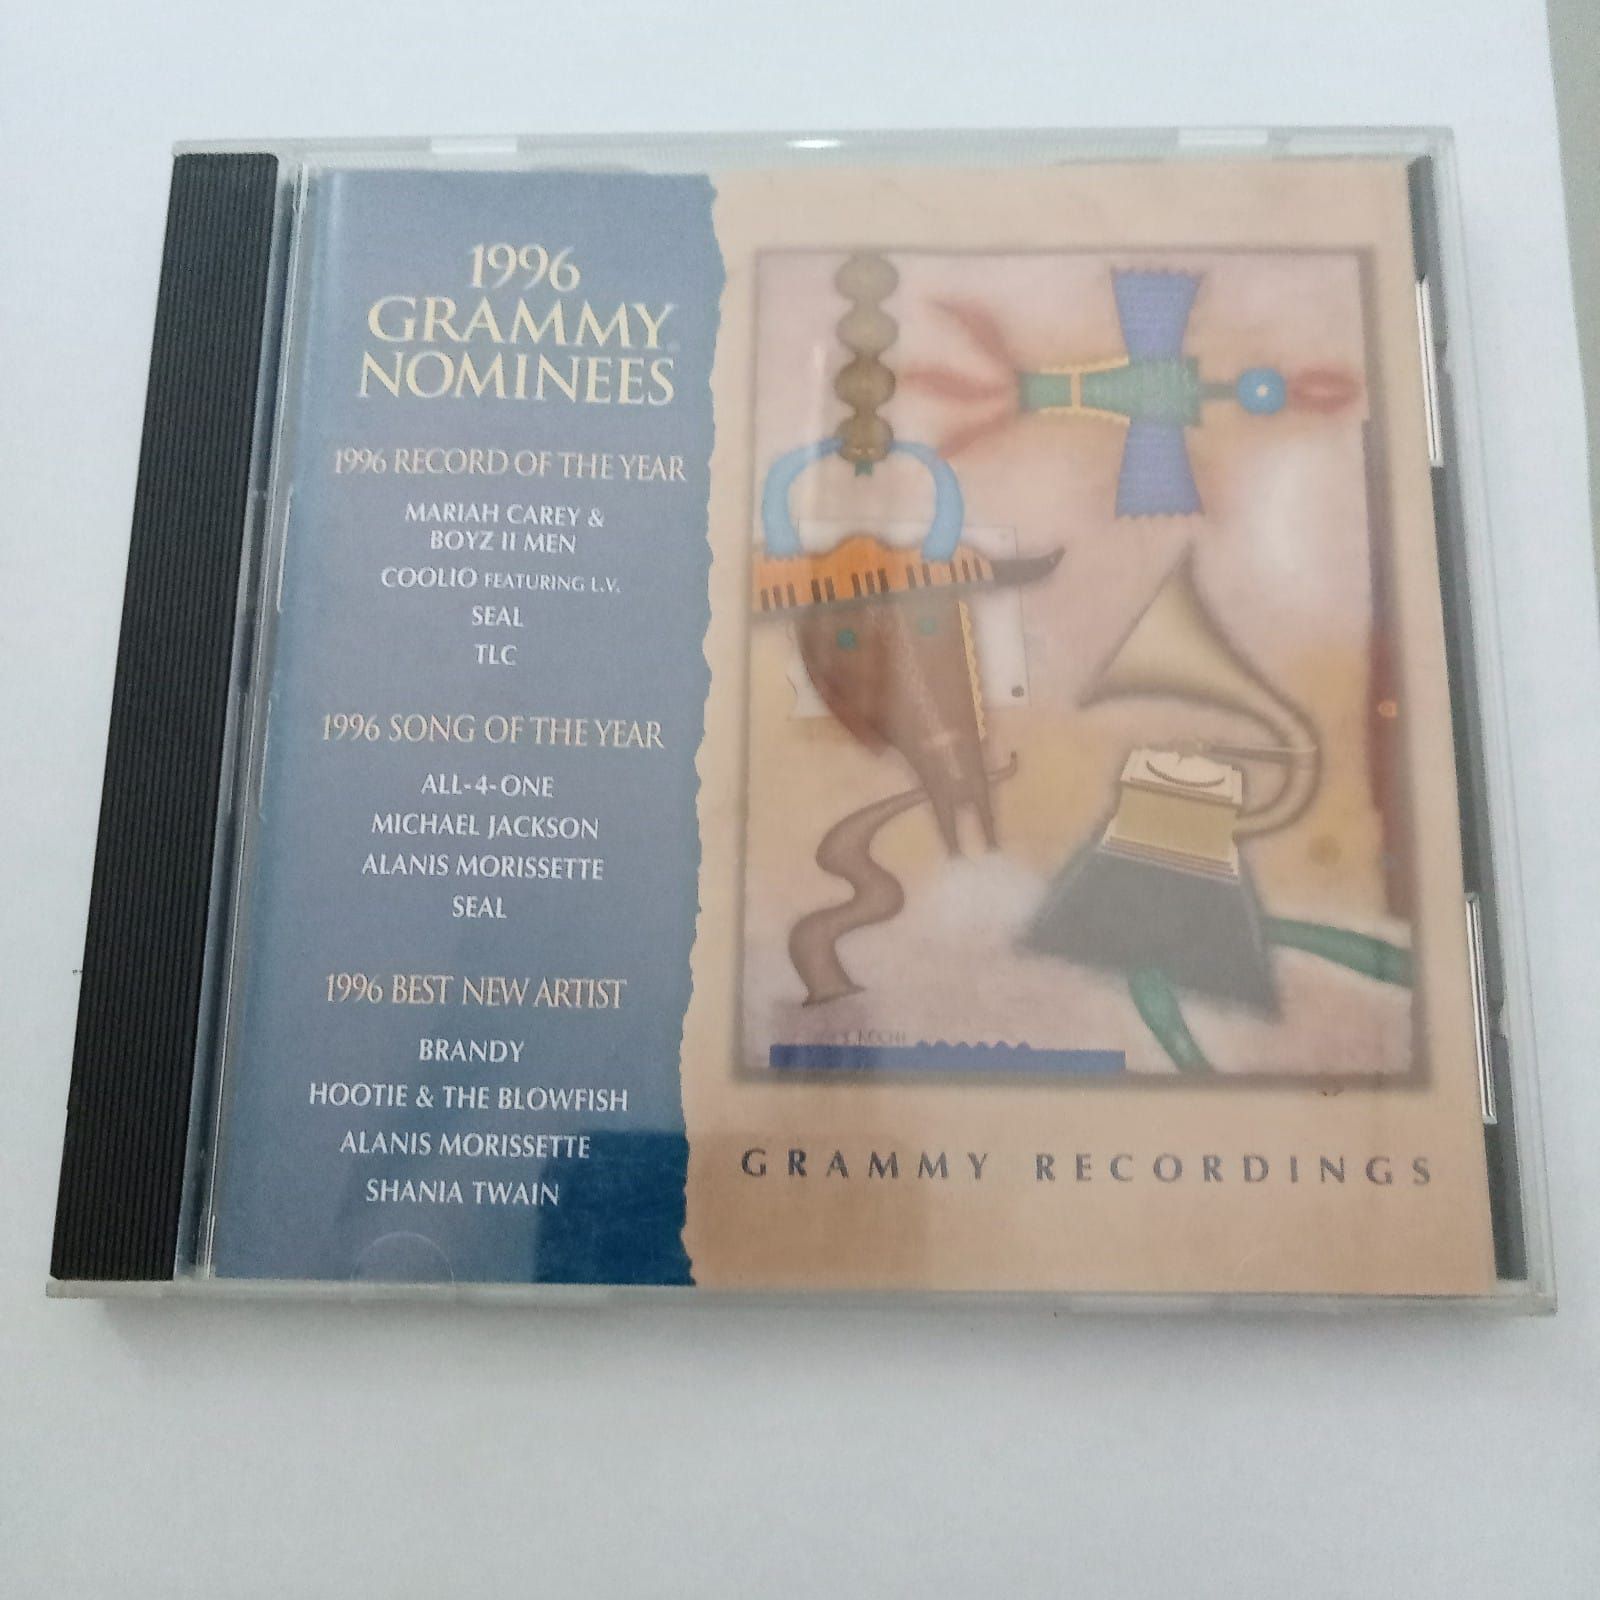 1996
GRAMMY®
NOMINEES
1996 RECORD OF THE YEAR
MARIAH CAREY &
BOYZ II MEN
COOLIO FEATURING L.V.
SEAL
TLC
1996 SONG OF THE YEAR
ALL-4-ONE
MICHAEL JACKSON
ALANIS MORISSETTE
SEAL
1996 BEST NEW ARTIST
BRANDY
HOOTIE & THE BLOWFISH
ALANIS MORISSETTE
SHANIA TWAIN
GRAMMY RECORDINGS